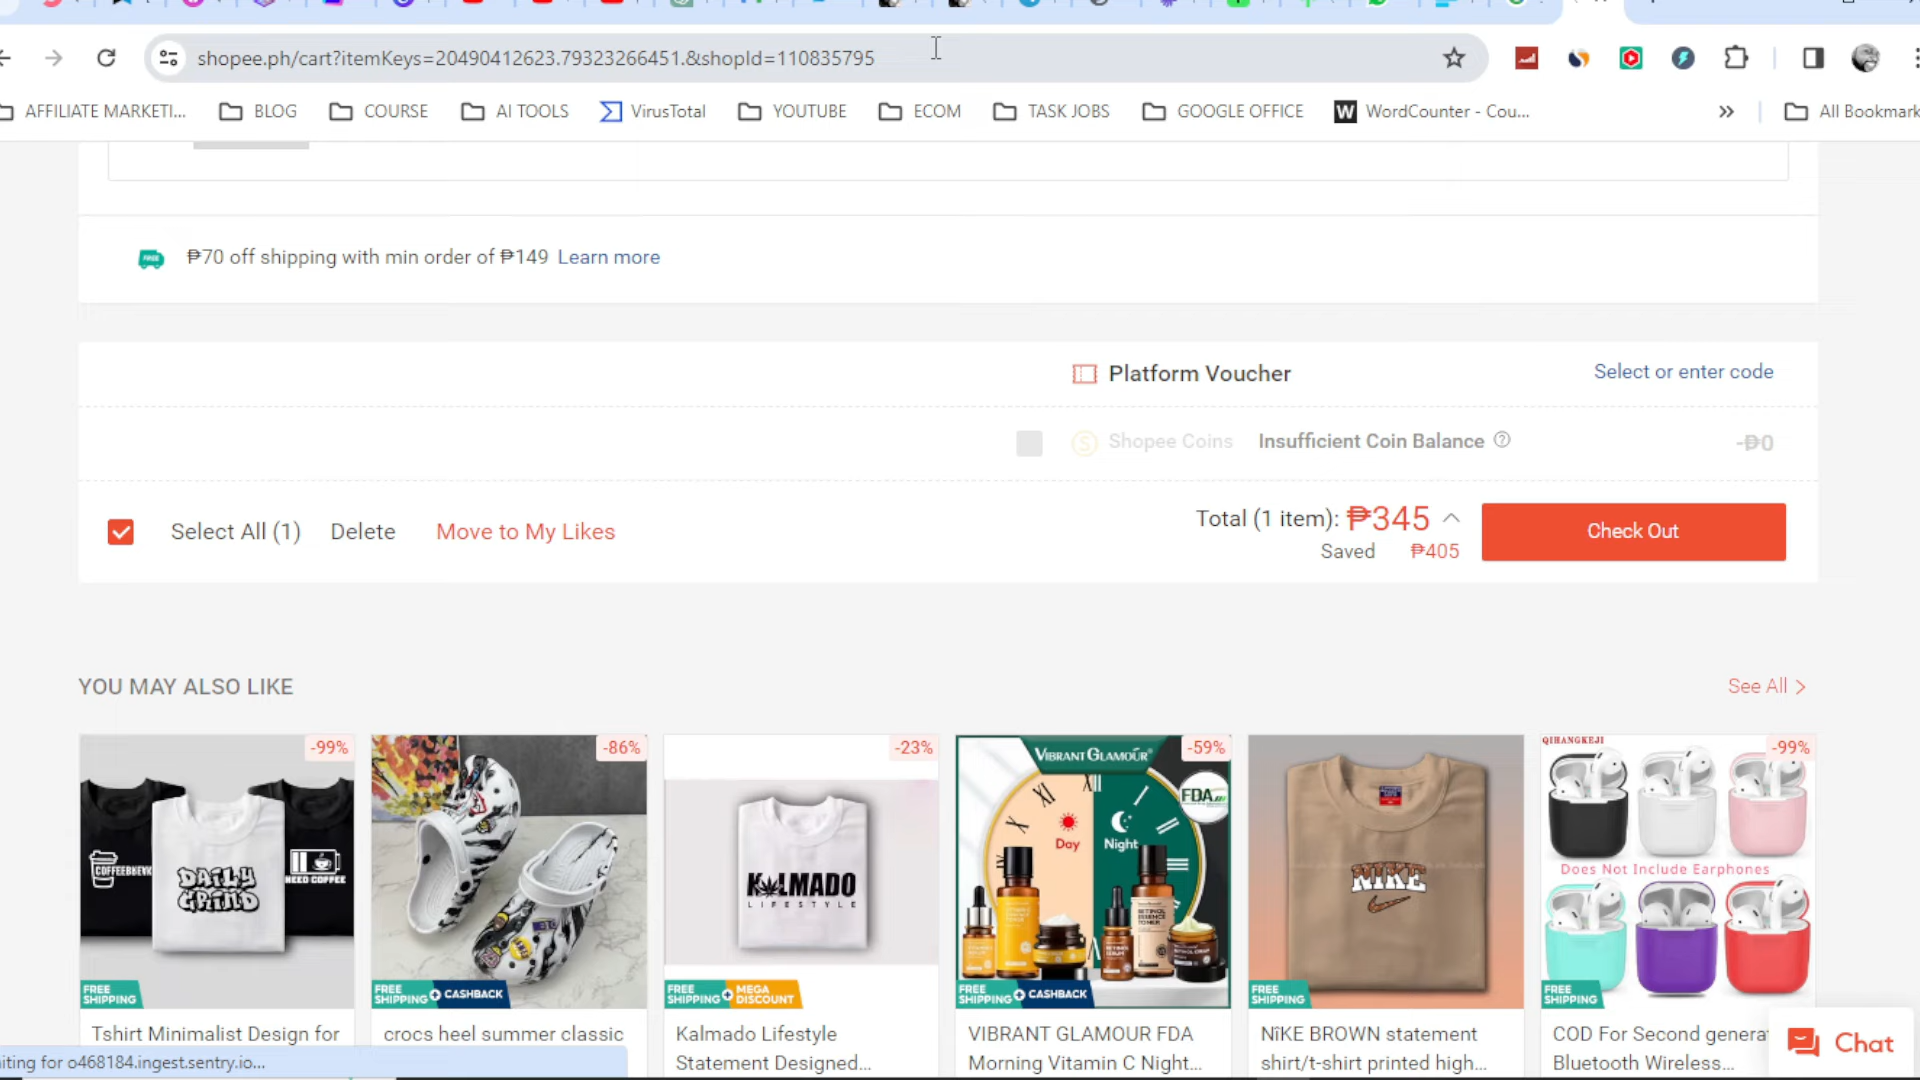 shopee.ph/cart?itemKeys=20490412623.79323266451.&shopId=110835795
AFFILIATE MARKETI...
BLOG
COURSE
AI TOOLS
VirusTotal
YOUTUBE
ECOM
TASK JOBS
GOOGLE OFFICE
W
WordCounter - Cou...
All Bookmark
FREE
₱70 off shipping with min order of ₱149 Learn more
Platform Voucher
Select or enter code
Shopee Coins
Insufficient Coin Balance
-₱0
Select All (1)
Delete
Move to My Likes
Total (1 item): ₱345
Saved ₱405
Check Out
YOU MAY ALSO LIKE
See All
-99%
-86%
-23%
-59%
-99%
COFFEEBREVK
DAILY
GRIND
NEED COFFEE
KALMADO
LIFESTYLE
VIBRANT GLAMOUR
FDA
Day
Night
NIKE
QIHANGKEJI
Does Not Include Earphones
FREE
SHIPPING
FREE
SHIPPING + CASHBACK
FREE
SHIPPING + MEGA
DISCOUNT
FREE
SHIPPING + CASHBACK
FREE
SHIPPING
FREE
SHIPPING
Tshirt Minimalist Design for
crocs heel summer classic
Kalmado Lifestyle
Statement Designed...
VIBRANT GLAMOUR FDA
Morning Vitamin C Night...
NîKE BROWN statement
shirt/t-shirt printed high...
COD For Second genera
Bluetooth Wireless...
Chat
iting for o468184.ingest.sentry.io...